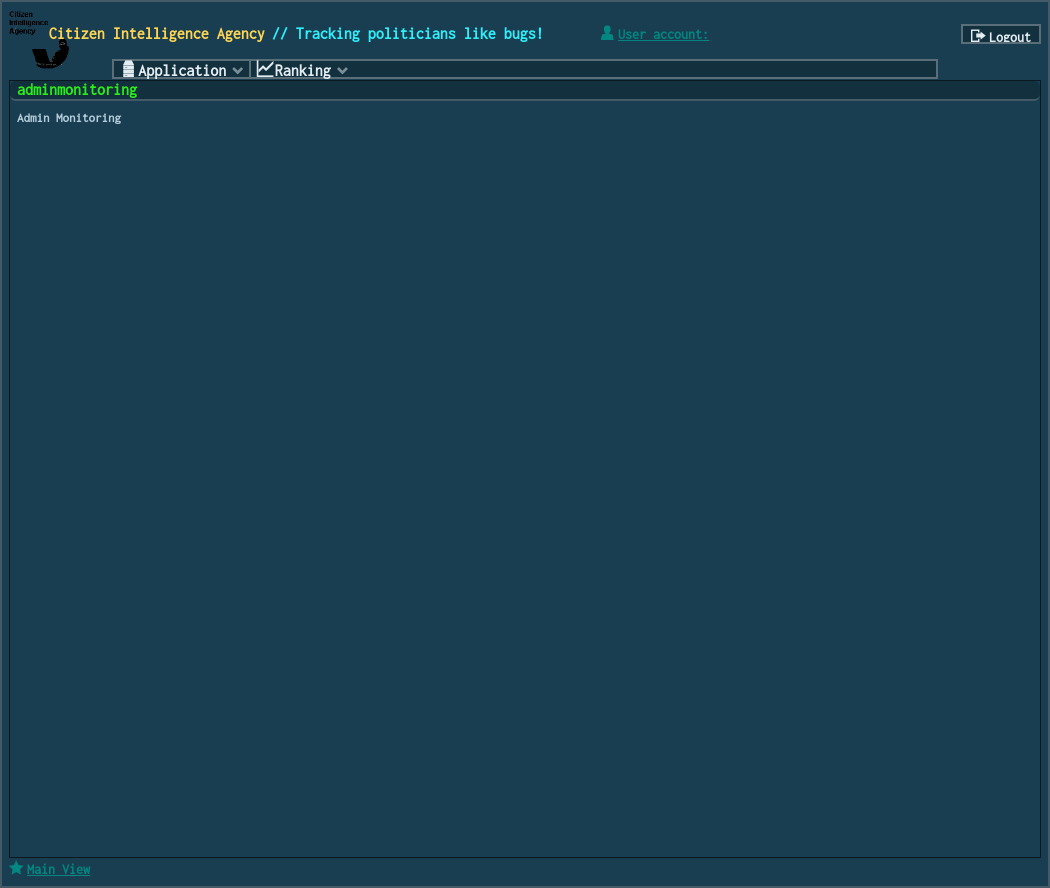 Citizen
Intelligence
Agency
Citizen Intelligence Agency // Tracking politicians like bugs!
User account:
Logout
Application
Ranking
adminmonitoring
Admin Monitoring
Main View